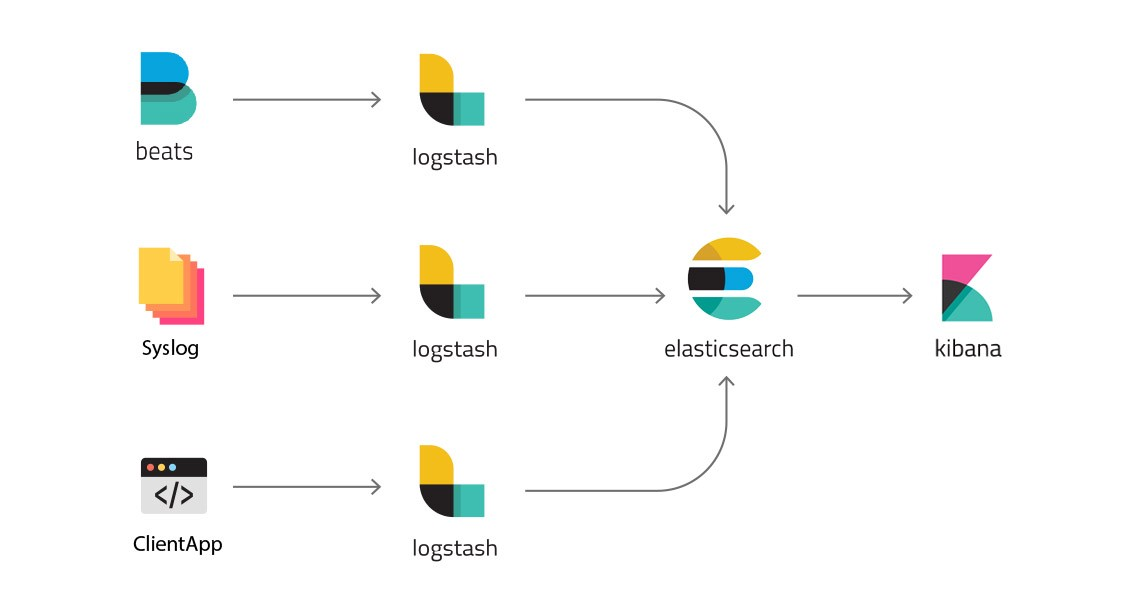 beats
logstash
Syslog
logstash
elasticsearch
kibana
</>
ClientApp
logstash